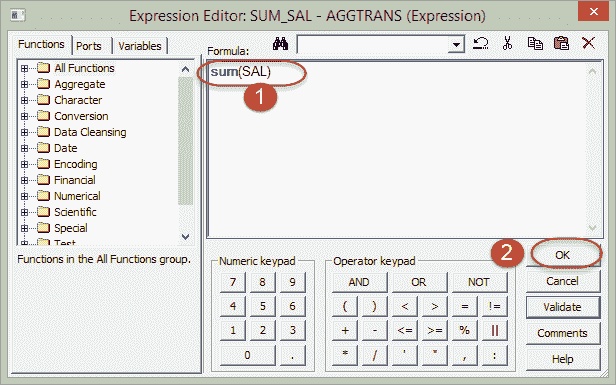 Expression Editor: SUM_SAL - AGGTRANS (Expression)
Functions Ports Variables
Formula:
All Functions
Aggregate
Character
Conversion
Data Cleansing
Date
Encoding
Financial
Numerical
Scientific
Special
Test
sum(SAL)
1
Functions in the All Functions group.
Numeric keypad
7 8 9
4 5 6
1 2 3
0 .
Operator keypad
AND OR NOT
( ) < > = !=
+ - <= >= % ||
* / ' " , :
2
OK
Cancel
Validate
Comments
Help